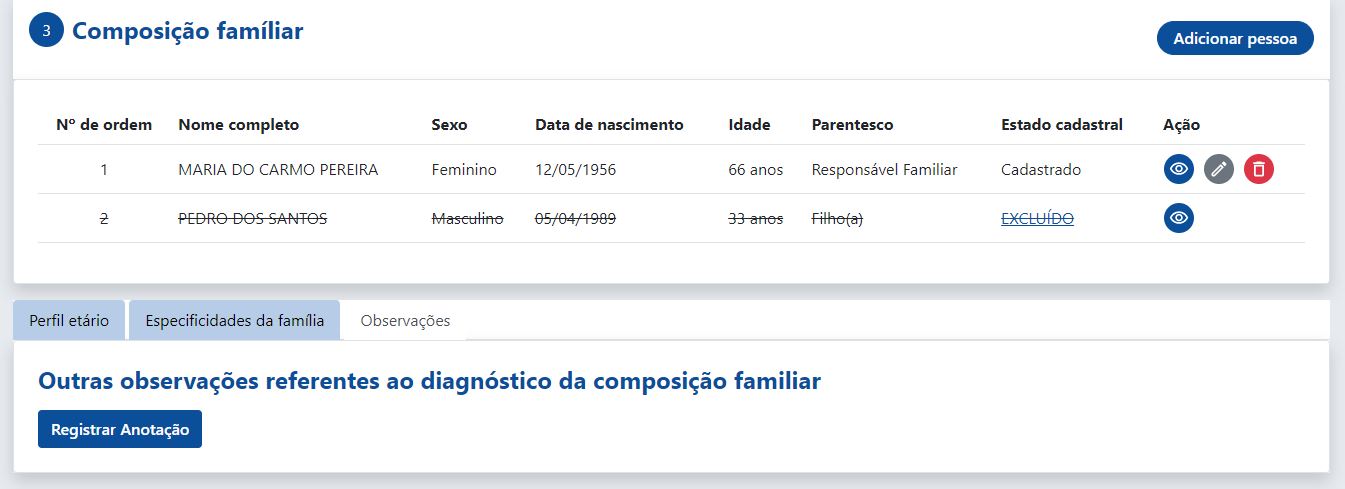 3 Composição famíliar
Adicionar pessoa
Nº de ordem Nome completo Sexo Data de nascimento Idade Parentesco Estado cadastral Ação
1 MARIA DO CARMO PEREIRA Feminino 12/05/1956 66 anos Responsável Familiar Cadastrado
2 PEDRO DOS SANTOS Masculino 05/04/1989 33 anos Filho(a) EXCLUÍDO
Perfil etário Especificidades da família Observações
Outras observações referentes ao diagnóstico da composição familiar
Registrar Anotação